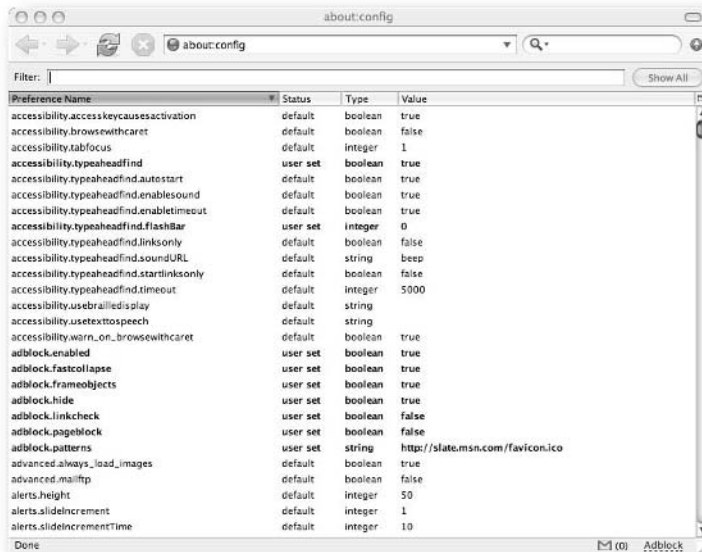 about:config
about:config
Filter: Show All
Preference Name Status Type Value
accessibility.accesskeycausesactivation default boolean true
accessibility.browsewithcaret default boolean false
accessibility.tabfocus default integer 1
accessibility.typeaheadfind user set boolean true
accessibility.typeaheadfind.autostart default boolean true
accessibility.typeaheadfind.enablesound default boolean true
accessibility.typeaheadfind.enabletimeout default boolean true
accessibility.typeaheadfind.flashBar user set integer 0
accessibility.typeaheadfind.linksonly default boolean false
accessibility.typeaheadfind.soundURL default string beep
accessibility.typeaheadfind.startlinksonly default boolean false
accessibility.typeaheadfind.timeout default integer 5000
accessibility.usebrailledisplay default string
accessibility.usetexttospeech default string
accessibility.warn_on_browsewithcaret default boolean true
adblock.enabled user set boolean true
adblock.fastcollapse user set boolean true
adblock.frameobjects user set boolean true
adblock.hide user set boolean true
adblock.linkcheck user set boolean false
adblock.pageblock user set boolean false
adblock.patterns user set string http://slate.msn.com/favicon.ico
advanced.always_load_images default boolean true
advanced.mailftp default boolean false
alerts.height default integer 50
alerts.slideIncrement default integer 1
alerts.slideIncrementTime default integer 10
Done (0) Adblock